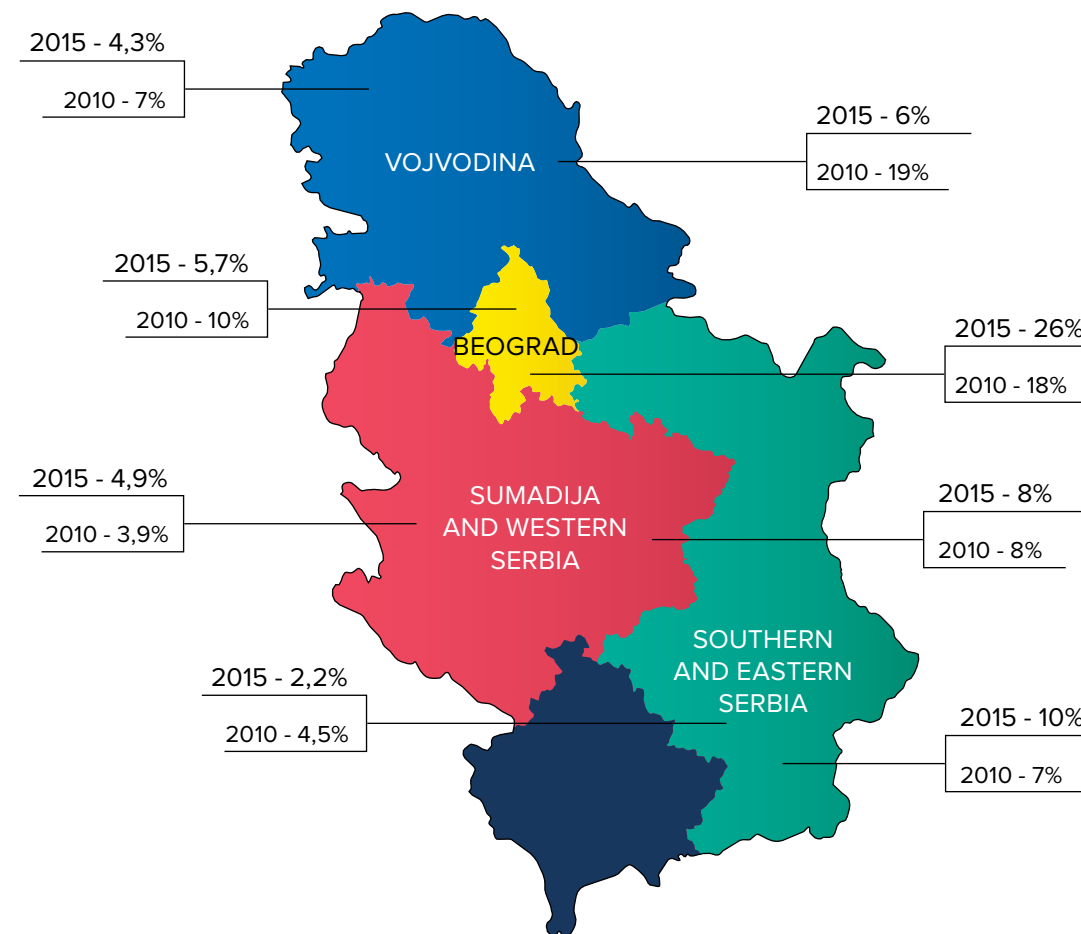 2015 - 4,3%
2010 - 7%
2015 - 6%
2010 - 19%
VOJVODINA
2015 - 5,7%
2010 - 10%
BEOGRAD
2015 - 26%
2010 - 18%
2015 - 4,9%
2010 - 3,9%
SUMADIJA
AND WESTERN
SERBIA
2015 - 8%
2010 - 8%
SOUTHERN
AND EASTERN
SERBIA
2015 - 2,2%
2010 - 4,5%
2015 - 10%
2010 - 7%